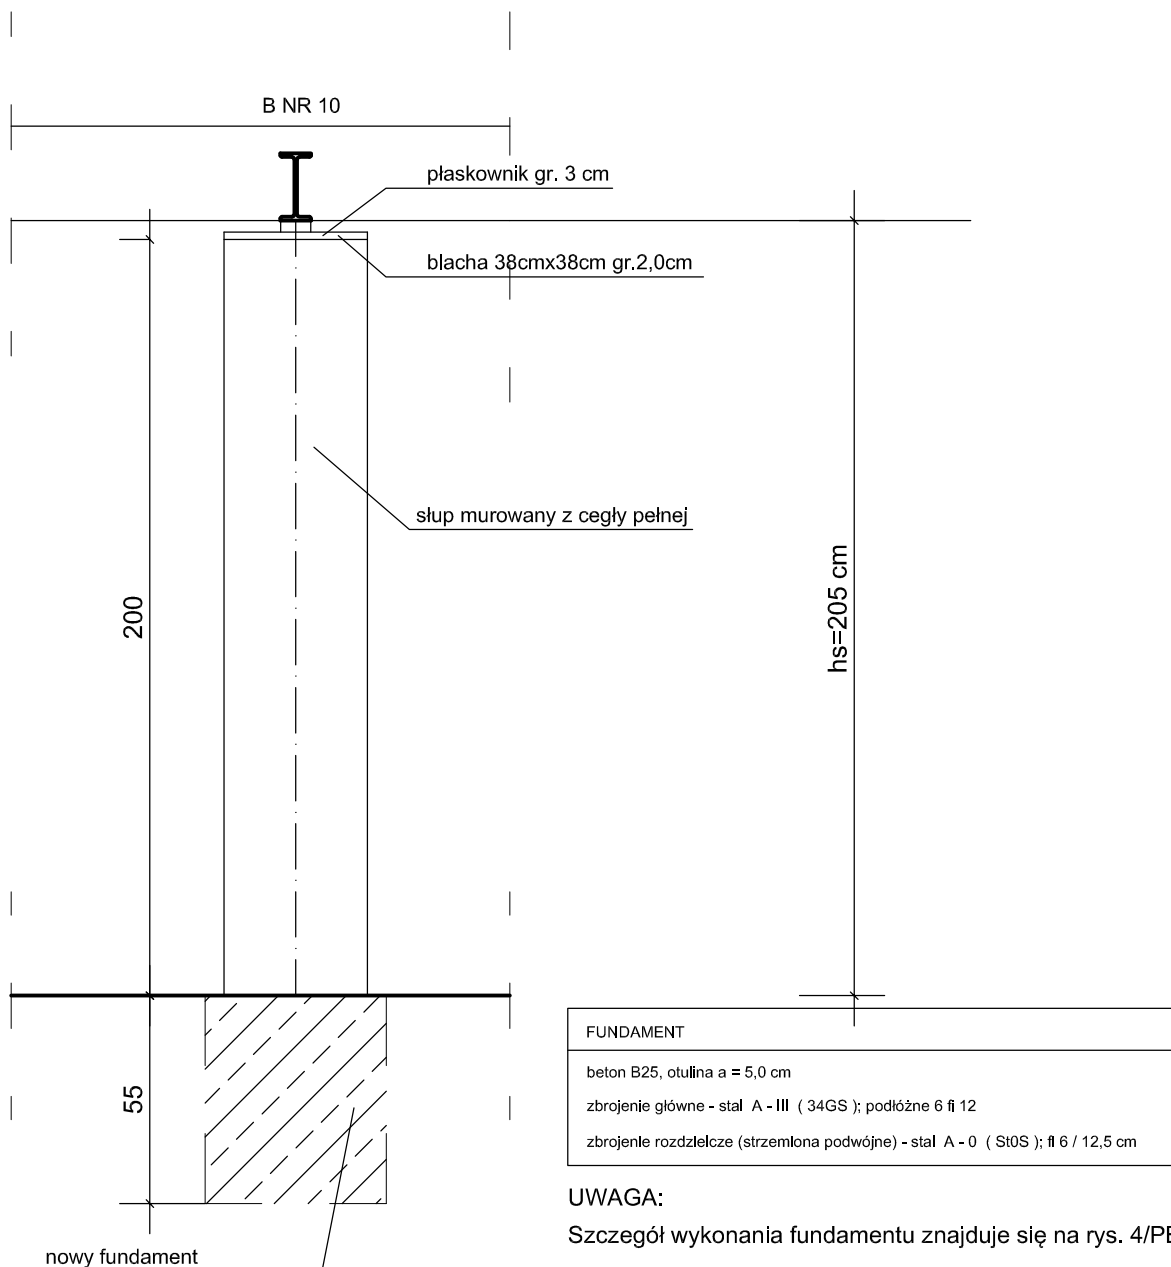 B NR 10
płaskownik gr. 3 cm
blacha 38cmx38cm gr.2,0cm
słup murowany z cegły pełnej
200
hs=205 cm
55
FUNDAMENT
beton B25, otulina a = 5,0 cm
zbrojenie główne - stal A - III ( 34GS ); podłóżne 6 fi 12
zbrojenie rozdzielcze (strzemiona podwójne) - stal A - 0 ( St0S ); fi 6 / 12,5 cm
UWAGA:
Szczegół wykonania fundamentu znajduje się na rys. 4/PB
nowy fundament